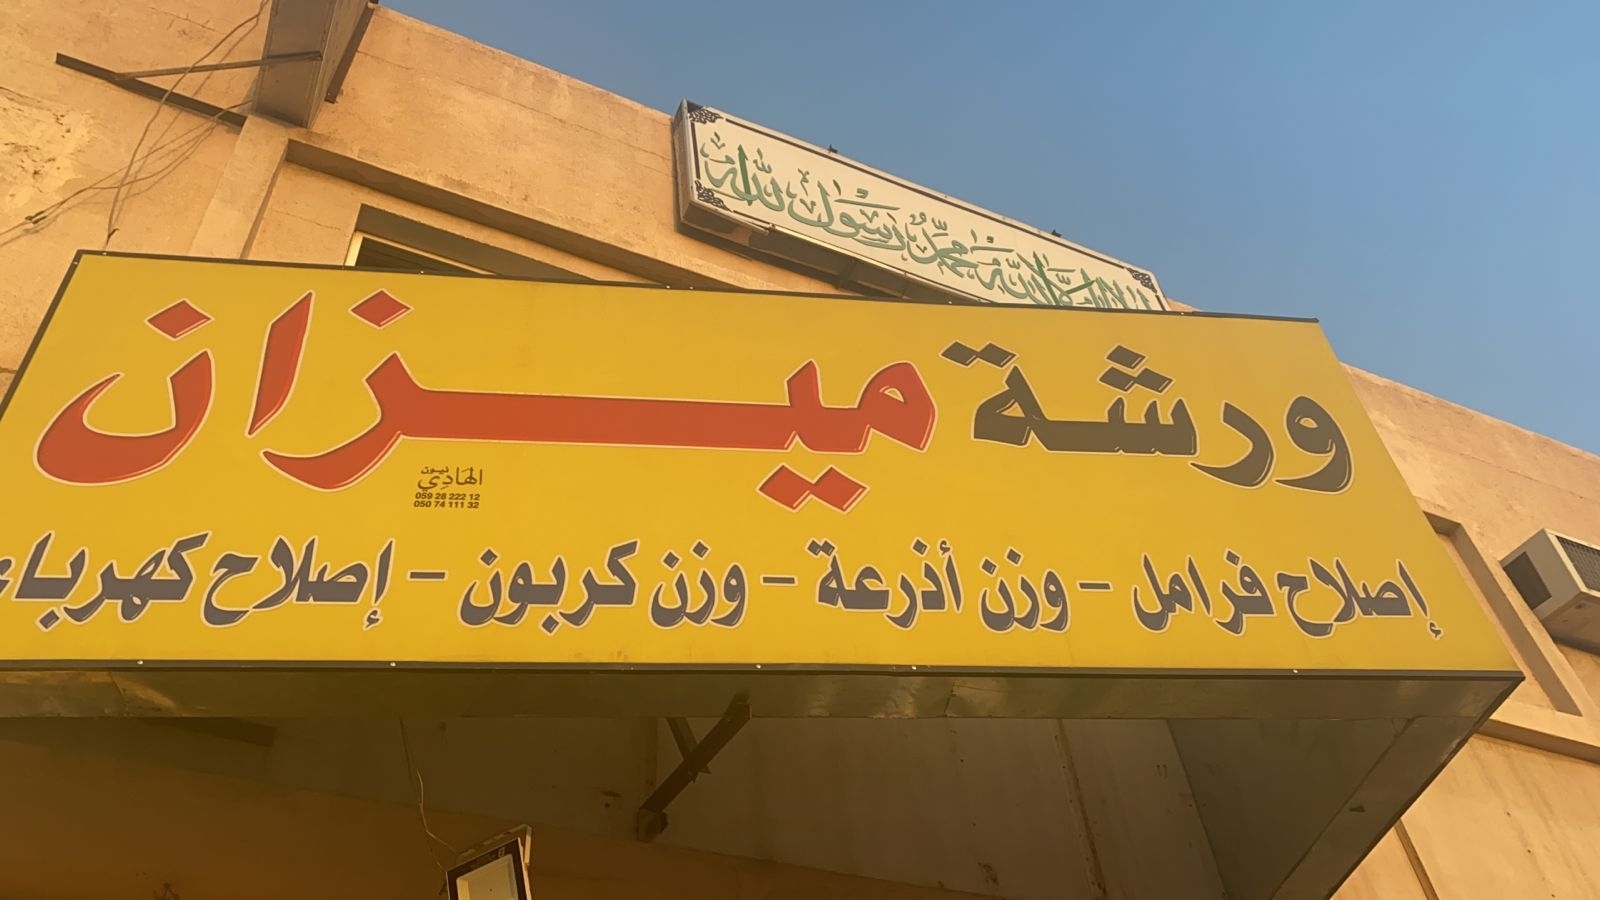 لا إله إلا الله محمد رسول الله
ورشة ميزان
نيون
الهادي
059 28 222 12
050 74 111 32
إصلاح فرامل - وزن أذرعة - وزن كربون - إصلاح كهرباء